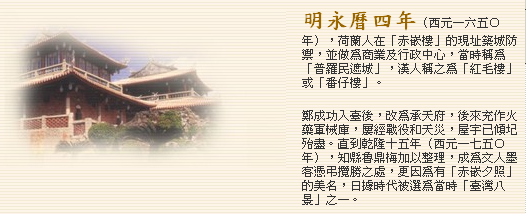 明永曆四年（西元一六五○
年），荷蘭人在「赤嵌樓」的現址築城防
禦，並做爲商業及行政中心，當時稱爲
「普羅民遮城」，漢人稱之爲「紅毛樓」
或「番仔樓」。
鄭成功入臺後，改爲承天府，後來充作火
藥軍械庫，屢經戰役和天災，屋宇已傾圮
殆盡。直到乾隆十五年（西元一七五○
年），知縣魯鼎梅加以整理，成爲文人墨
客憑弔攬勝之處，更因爲有「赤嵌夕照」
的美名，日據時代被選爲當時「臺灣八
景」之一。